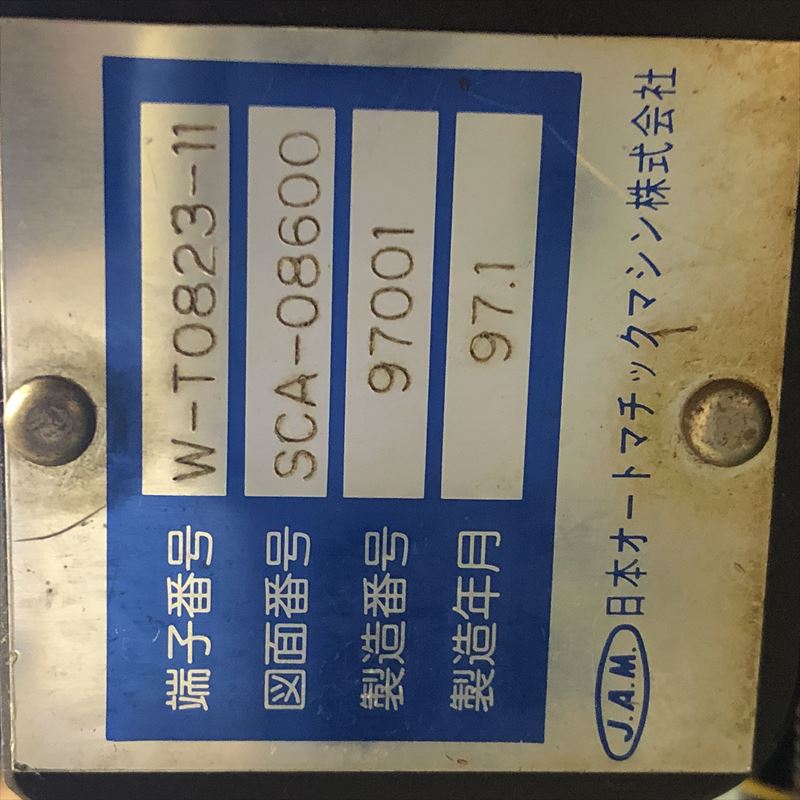 端子番号 W-T0823-11
図面番号 SCA-08600
製造番号 97001
製造年月 97.1
J.A.M. 日本オートマチックマシン株式会社